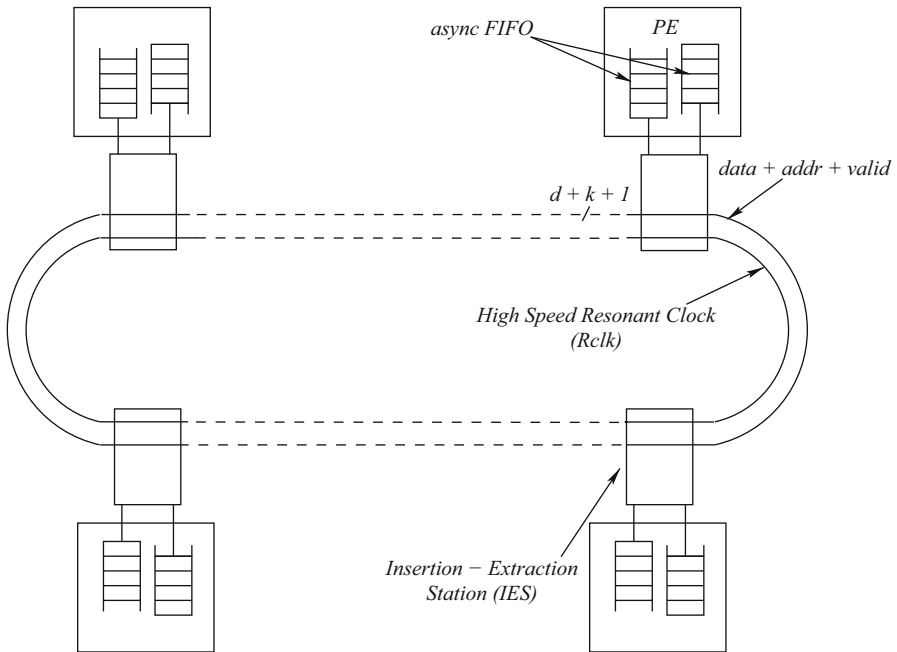 async FIFO
PE
data + addr + valid
d + k + 1
High Speed Resonant Clock
(Rclk)
Insertion − Extraction
Station (IES)